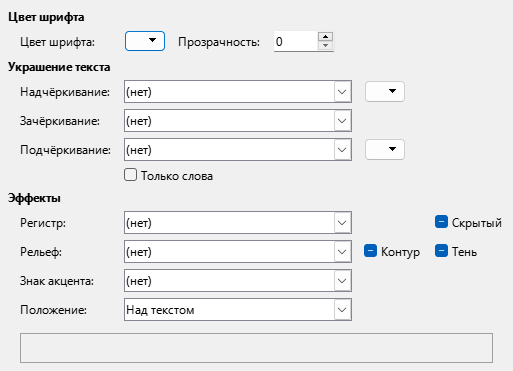 Цвет шрифта
Цвет шрифта: Прозрачность: 0
Украшение текста
Надчёркивание: (нет)
Зачёркивание: (нет)
Подчёркивание: (нет)
Только слова
Эффекты
Регистр: (нет) Скрытый
Рельеф: (нет) Контур Тень
Знак акцента: (нет)
Положение: Над текстом